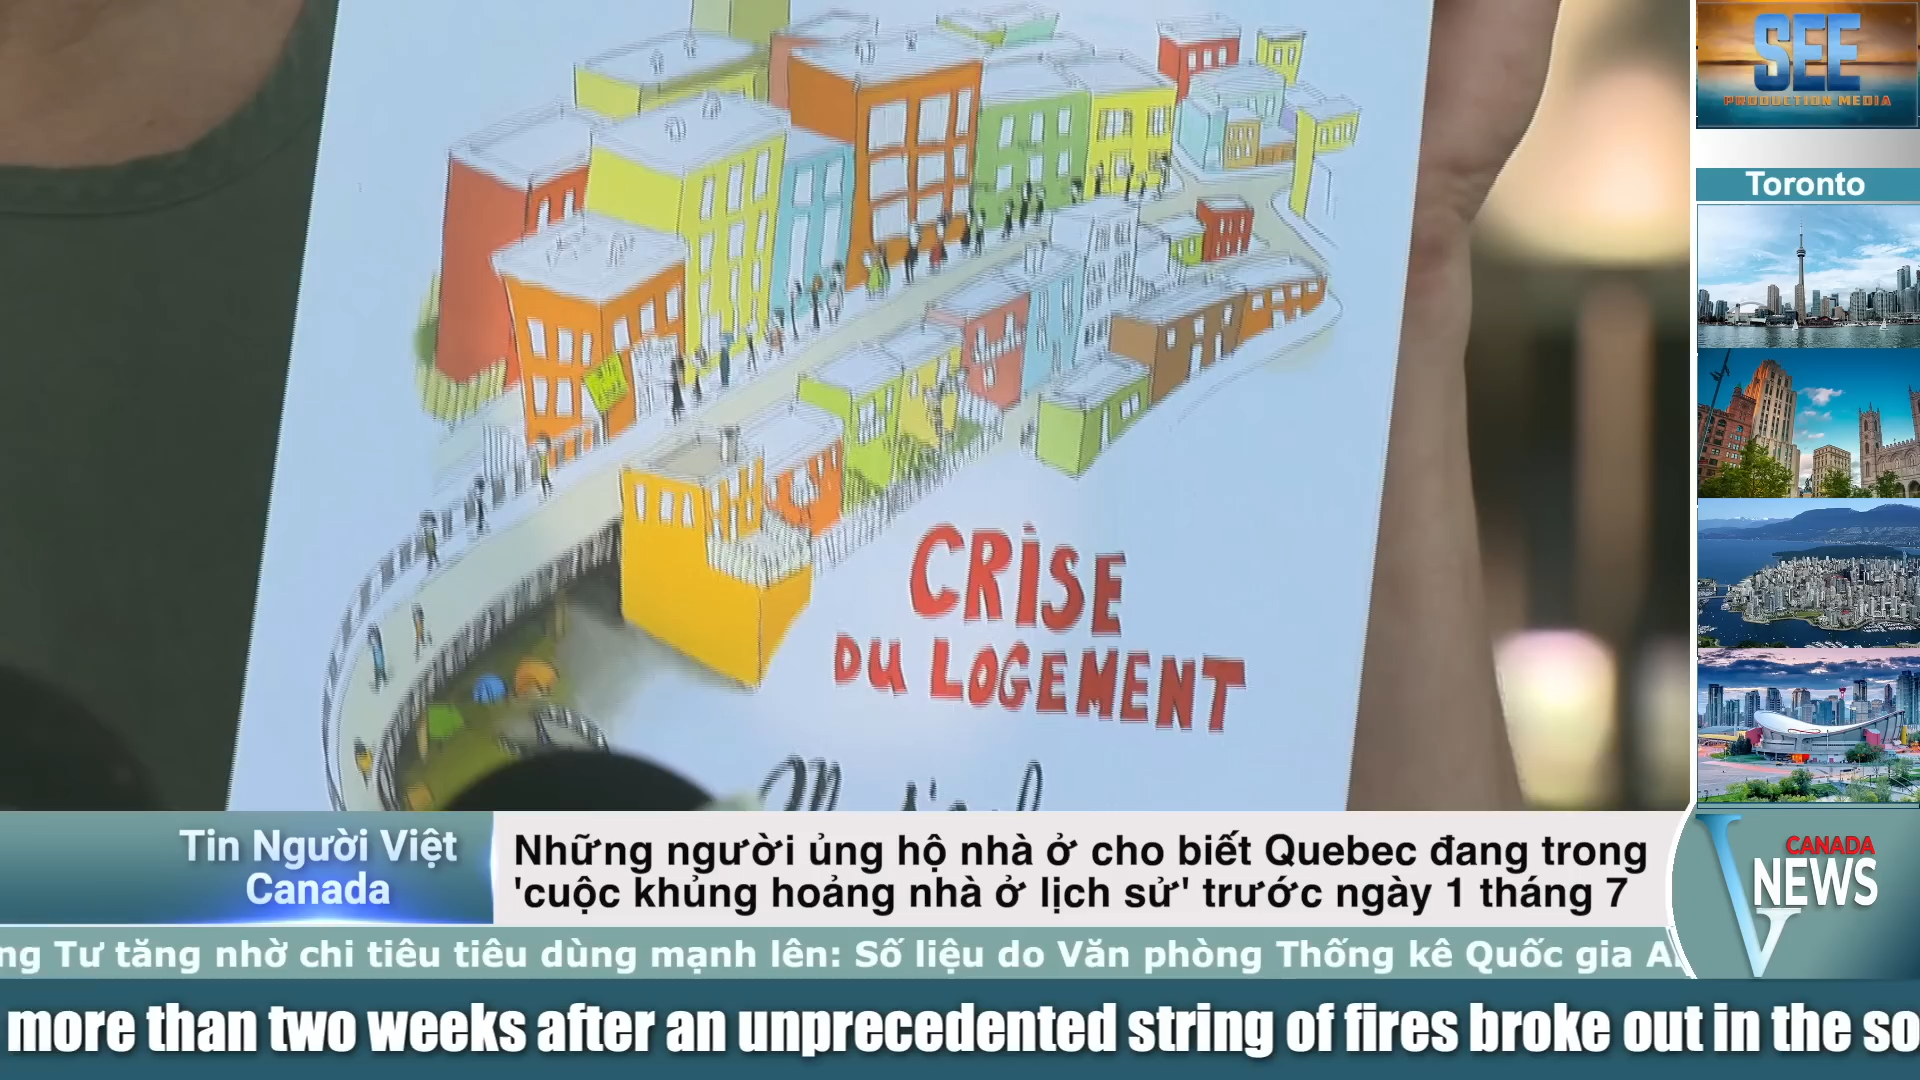 SEE
PRODUCTION MEDIA
Toronto
CRISE
DU LOGEMENT
Tin Người Việt
Canada
Những người ủng hộ nhà ở cho biết Quebec đang trong
'cuộc khủng hoảng nhà ở lịch sử' trước ngày 1 tháng 7
CANADA
V NEWS
ng Tư tăng nhờ chi tiêu tiêu dùng mạnh lên: Số liệu do Văn phòng Thống kê Quốc gia
more than two weeks after an unprecedented string of fires broke out in the so